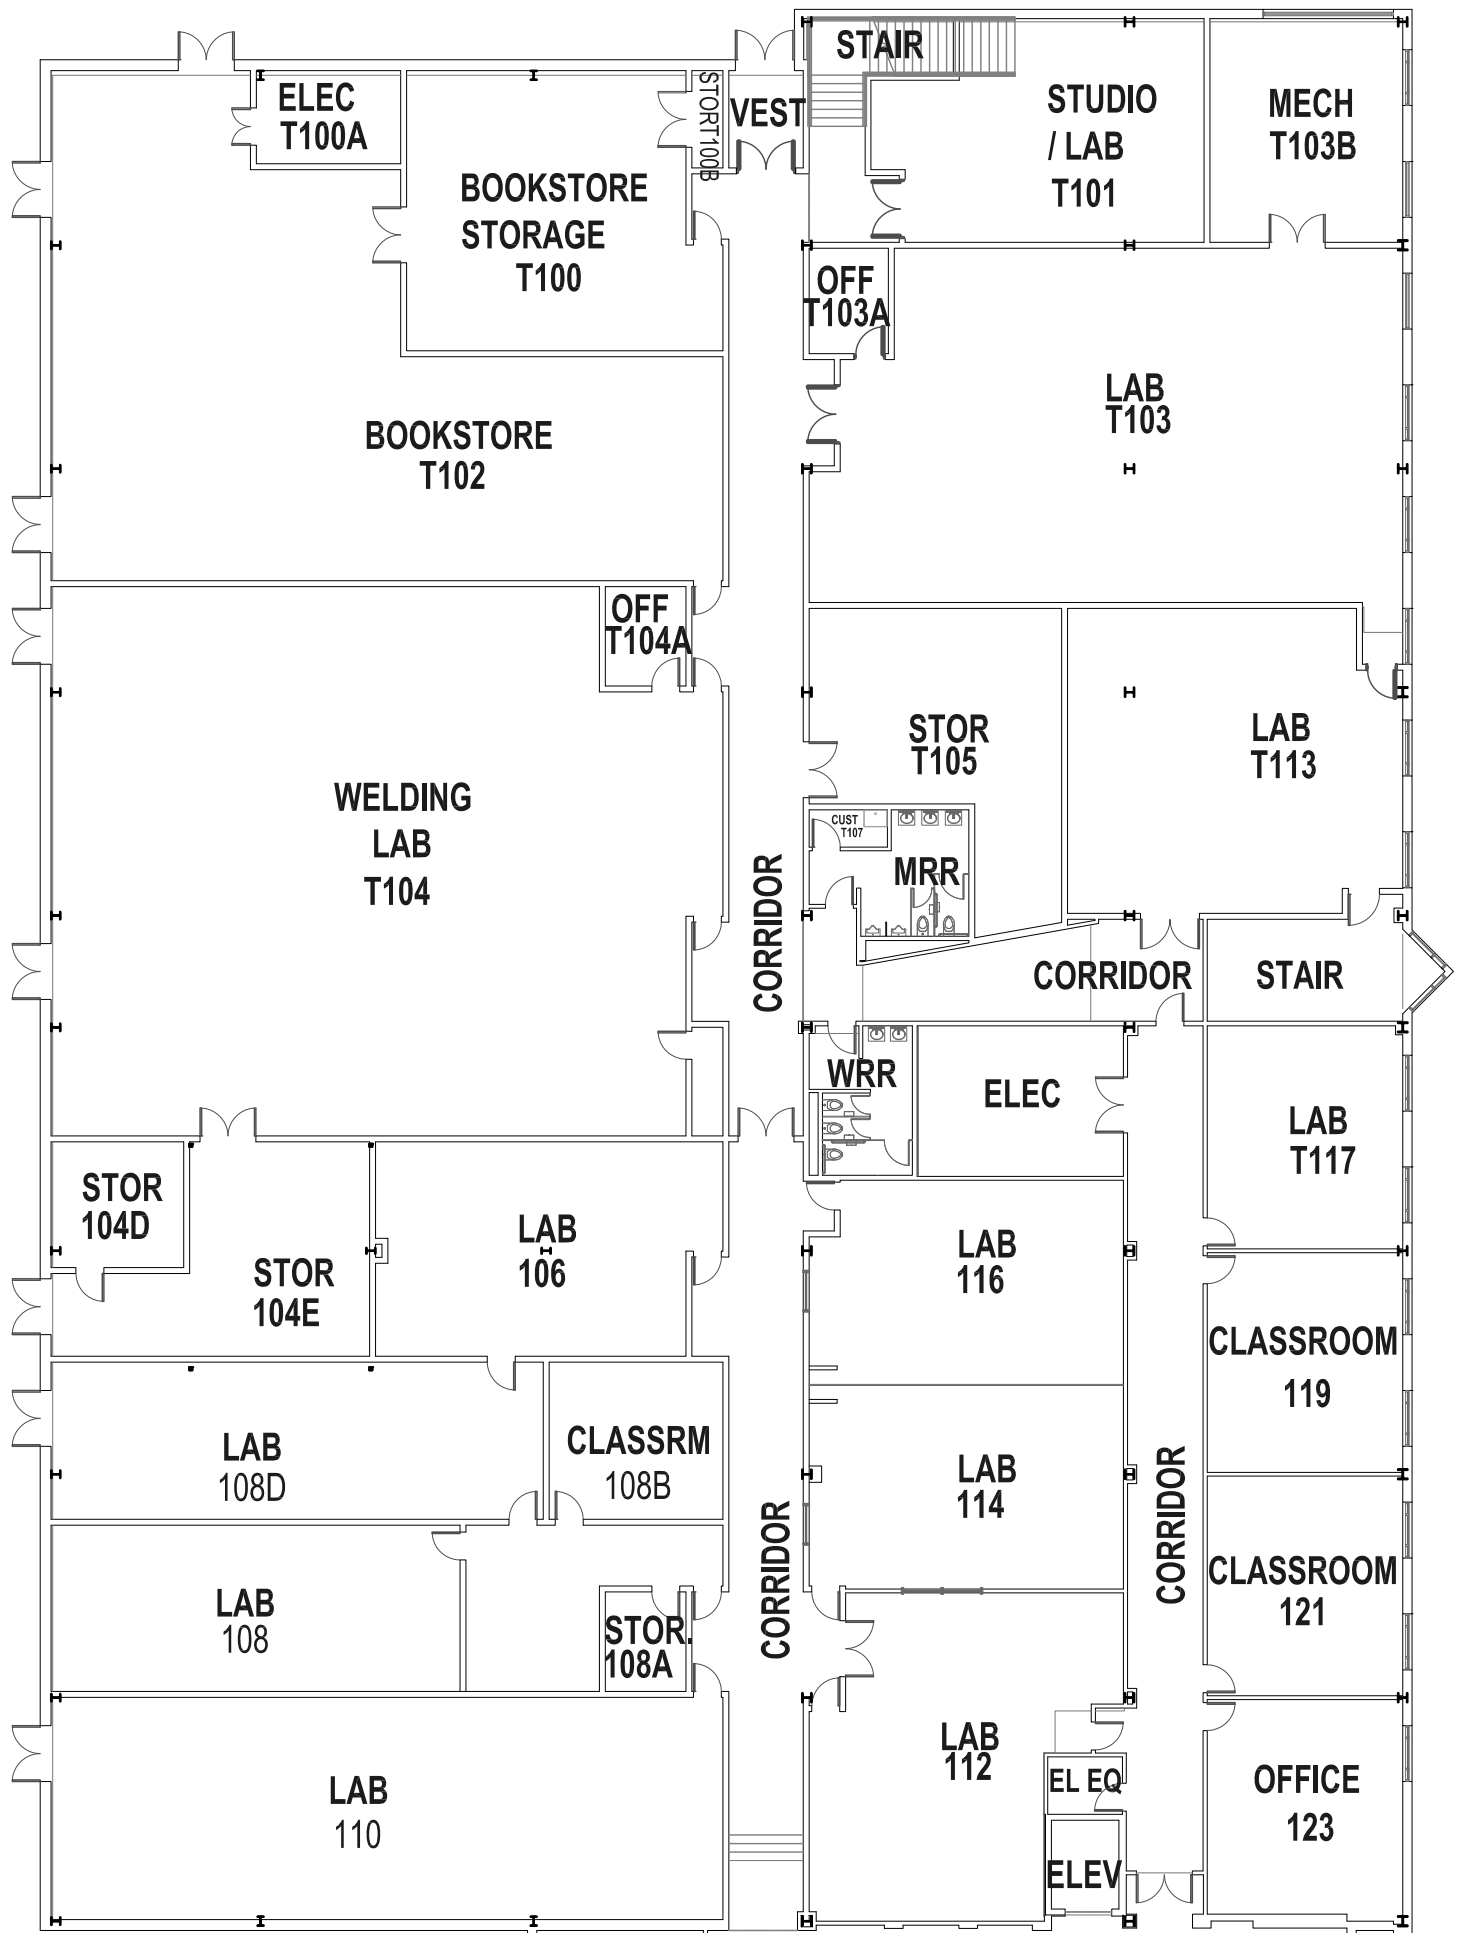 STAIR
ELEC
T100A
STORT100B
VEST
STUDIO
/ LAB
T101
MECH
T103B
BOOKSTORE
STORAGE
T100
OFF
T103A
LAB
T103
BOOKSTORE
T102
OFF
T104A
STOR
T105
LAB
T113
WELDING
LAB
T104
CUST
T107
MRR
CORRIDOR
CORRIDOR
STAIR
WRR
ELEC
LAB
T117
STOR
104D
LAB
106
STOR
104E
LAB
116
CLASSROOM
119
LAB
108D
CLASSRM
108B
LAB
114
CORRIDOR
CORRIDOR
CLASSROOM
121
LAB
108
STOR.
108A
LAB
112
EL EQ
OFFICE
123
LAB
110
ELEV